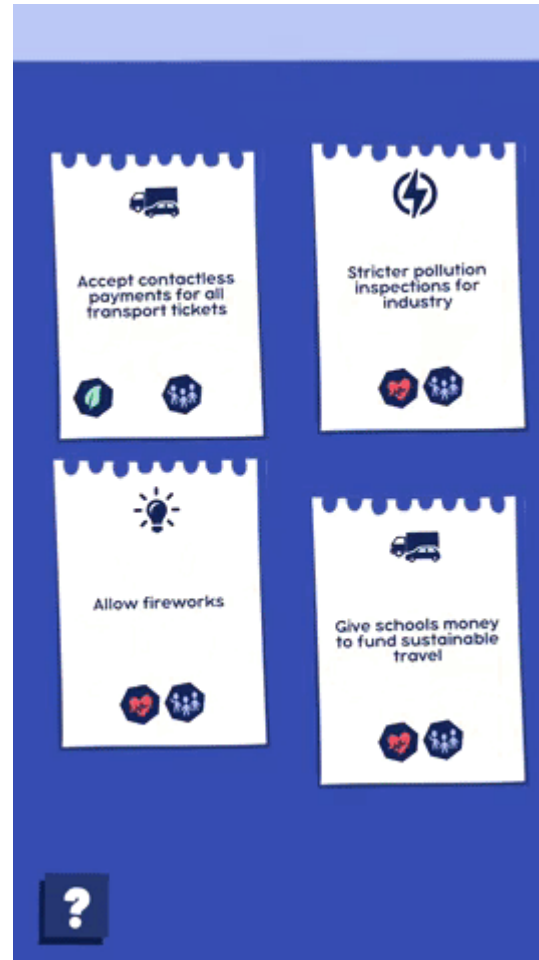 Accept contactless
payments for all
transport tickets
Stricter pollution
inspections for
industry
Allow fireworks
Give schools money
to fund sustainable
travel
?